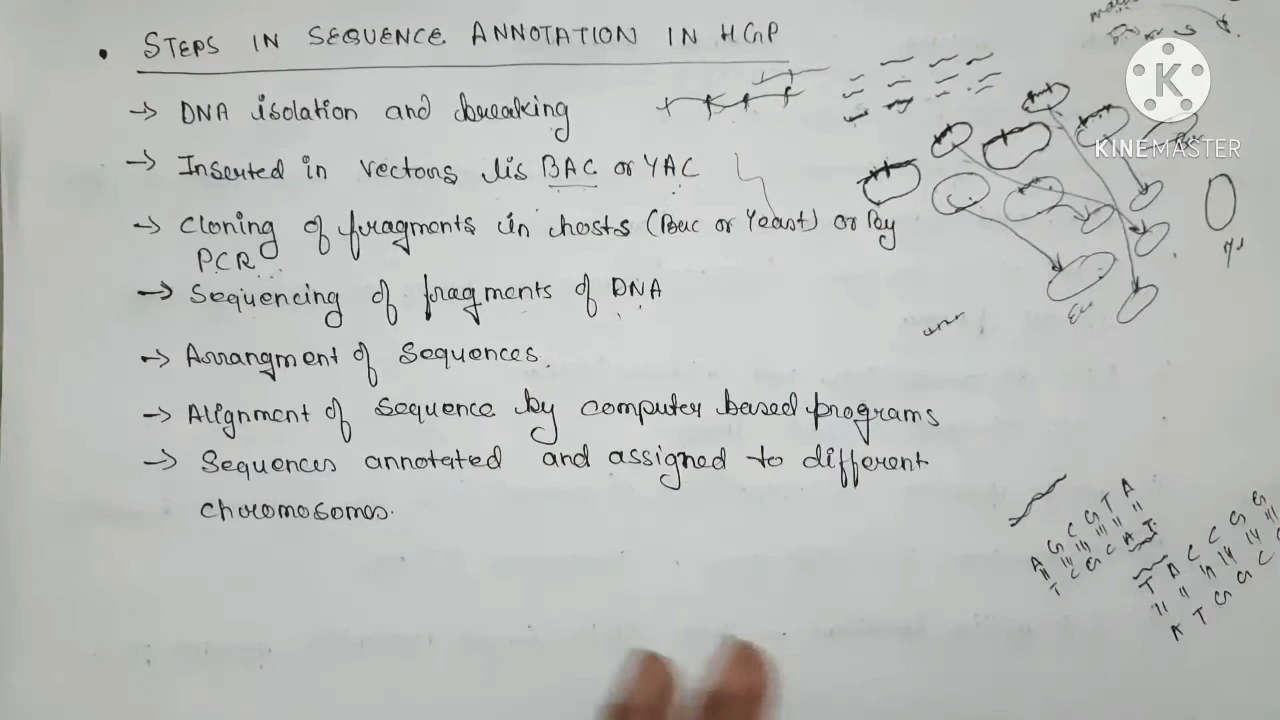 • STEPS IN SEQUENCE ANNOTATION IN HGP
→ DNA isolation and breaking
→ Inserted in vectors lis BAC or YAC
→ Cloning of fragments in hosts (Bac or Yeast) or By
PCR
→ Sequencing of fragments of DNA
→ Arrangment of sequences.
→ Alignment of sequence by computer based programs
→ Sequences annotated and assigned to different
chromosomes.
K
KINEMASTER
A G C G T A
T C G C A T
T A C C G G
A T G G C C